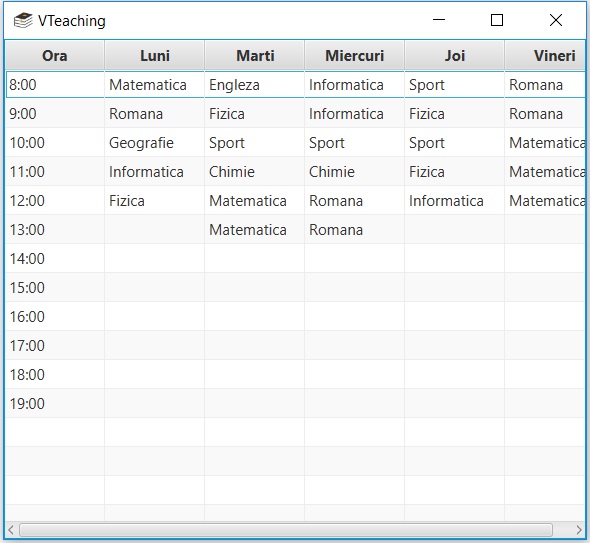 VTeaching
Ora Luni Marti Miercuri Joi Vineri
8:00 Matematica Engleza Informatica Sport Romana
9:00 Romana Fizica Informatica Fizica Romana
10:00 Geografie Sport Sport Sport Matematica
11:00 Informatica Chimie Chimie Fizica Matematica
12:00 Fizica Matematica Romana Informatica Matematica
13:00 Matematica Romana
14:00
15:00
16:00
17:00
18:00
19:00